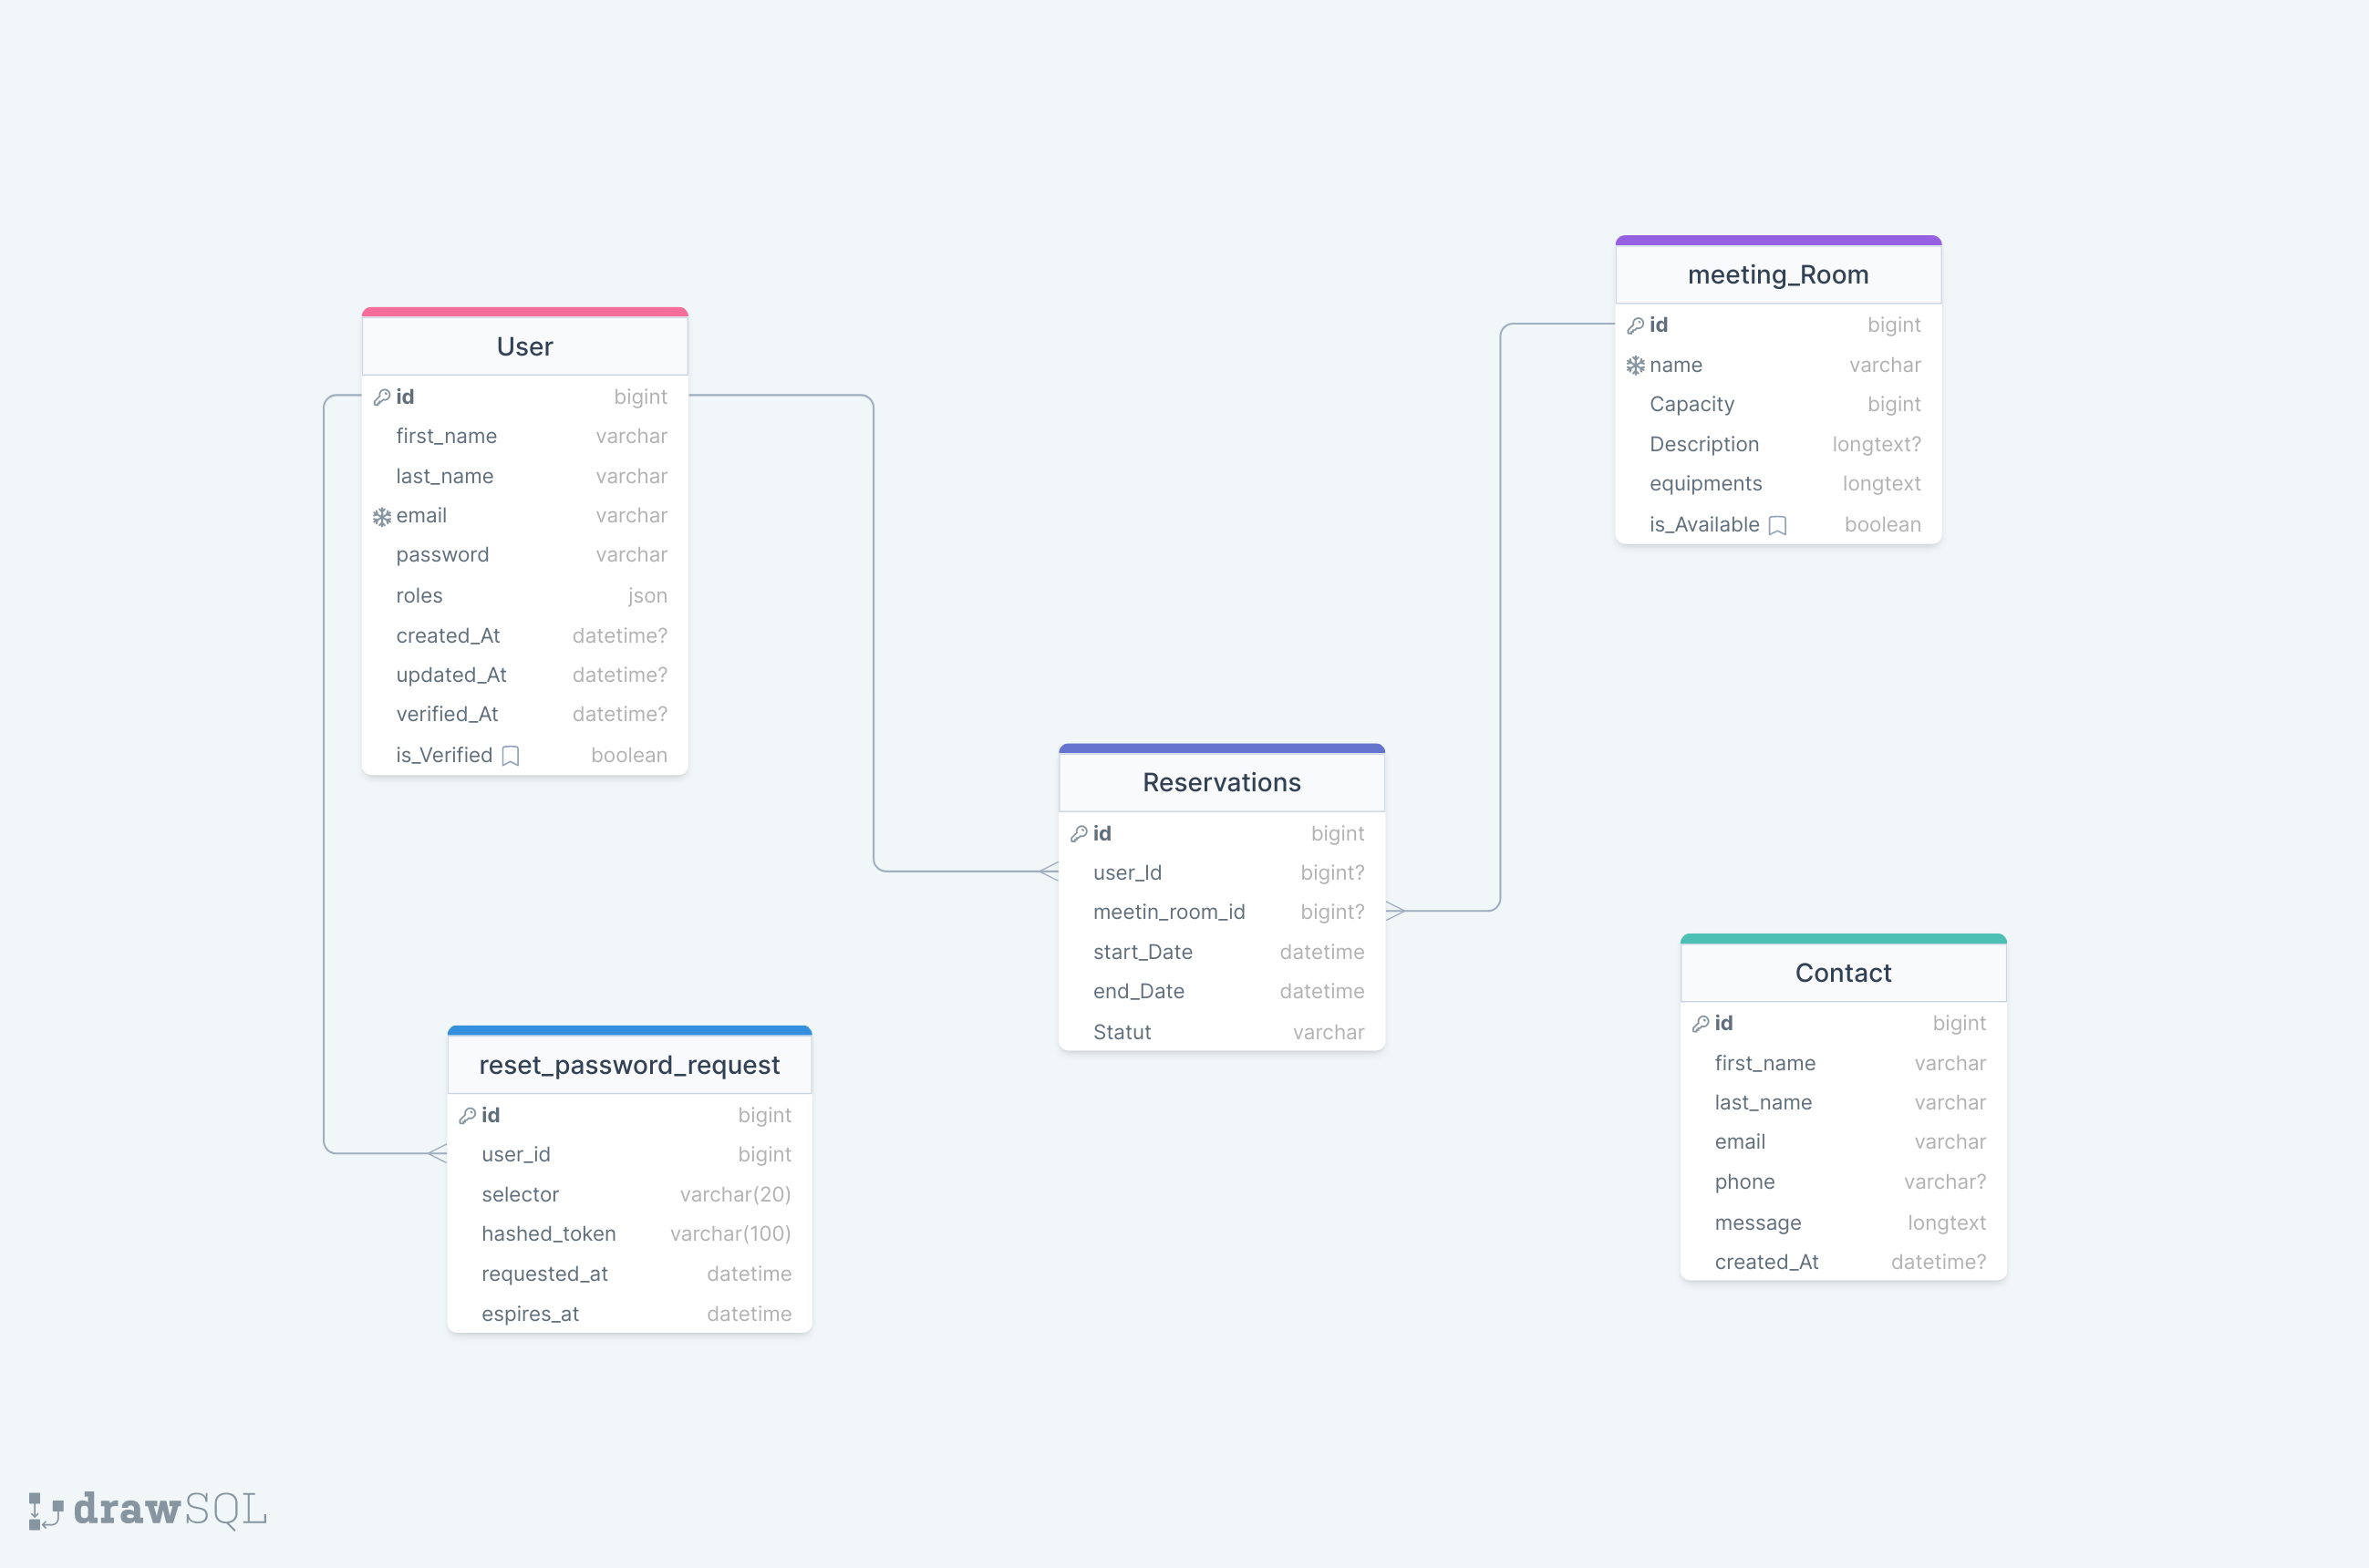 User
id bigint
first_name varchar
last_name varchar
email varchar
password varchar
roles json
created_At datetime?
updated_At datetime?
verified_At datetime?
is_Verified boolean
meeting_Room
id bigint
name varchar
Capacity bigint
Description longtext?
equipments longtext
is_Available boolean
Reservations
id bigint
user_Id bigint?
meetin_room_id bigint?
start_Date datetime
end_Date datetime
Statut varchar
reset_password_request
id bigint
user_id bigint
selector varchar(20)
hashed_token varchar(100)
requested_at datetime
espires_at datetime
Contact
id bigint
first_name varchar
last_name varchar
email varchar
phone varchar?
message longtext
created_At datetime?
drawSQL